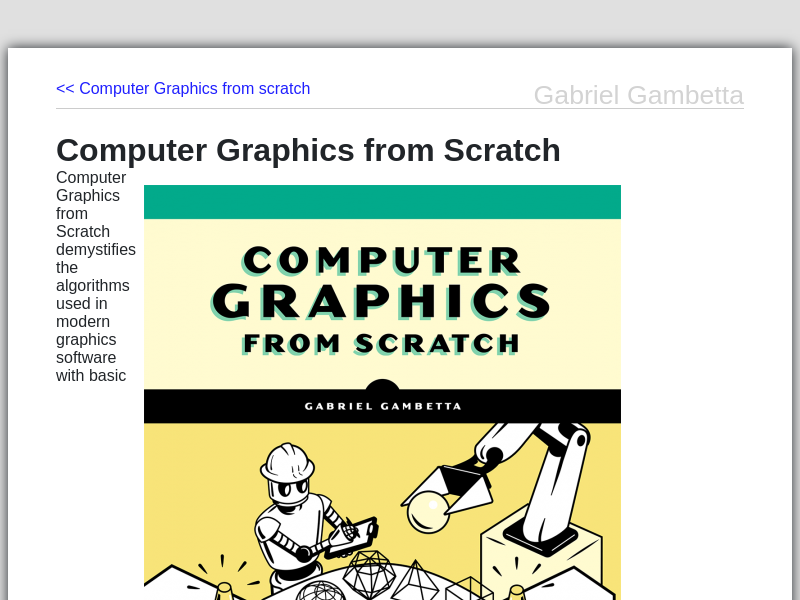 << Computer Graphics from scratch
Gabriel Gambetta
Computer Graphics from Scratch
Computer
Graphics
from
Scratch
demystifies
the
algorithms
used in
modern
graphics
software
with basic
COMPUTER
GRAPHICS
FROM SCRATCH
GABRIEL GAMBETTA